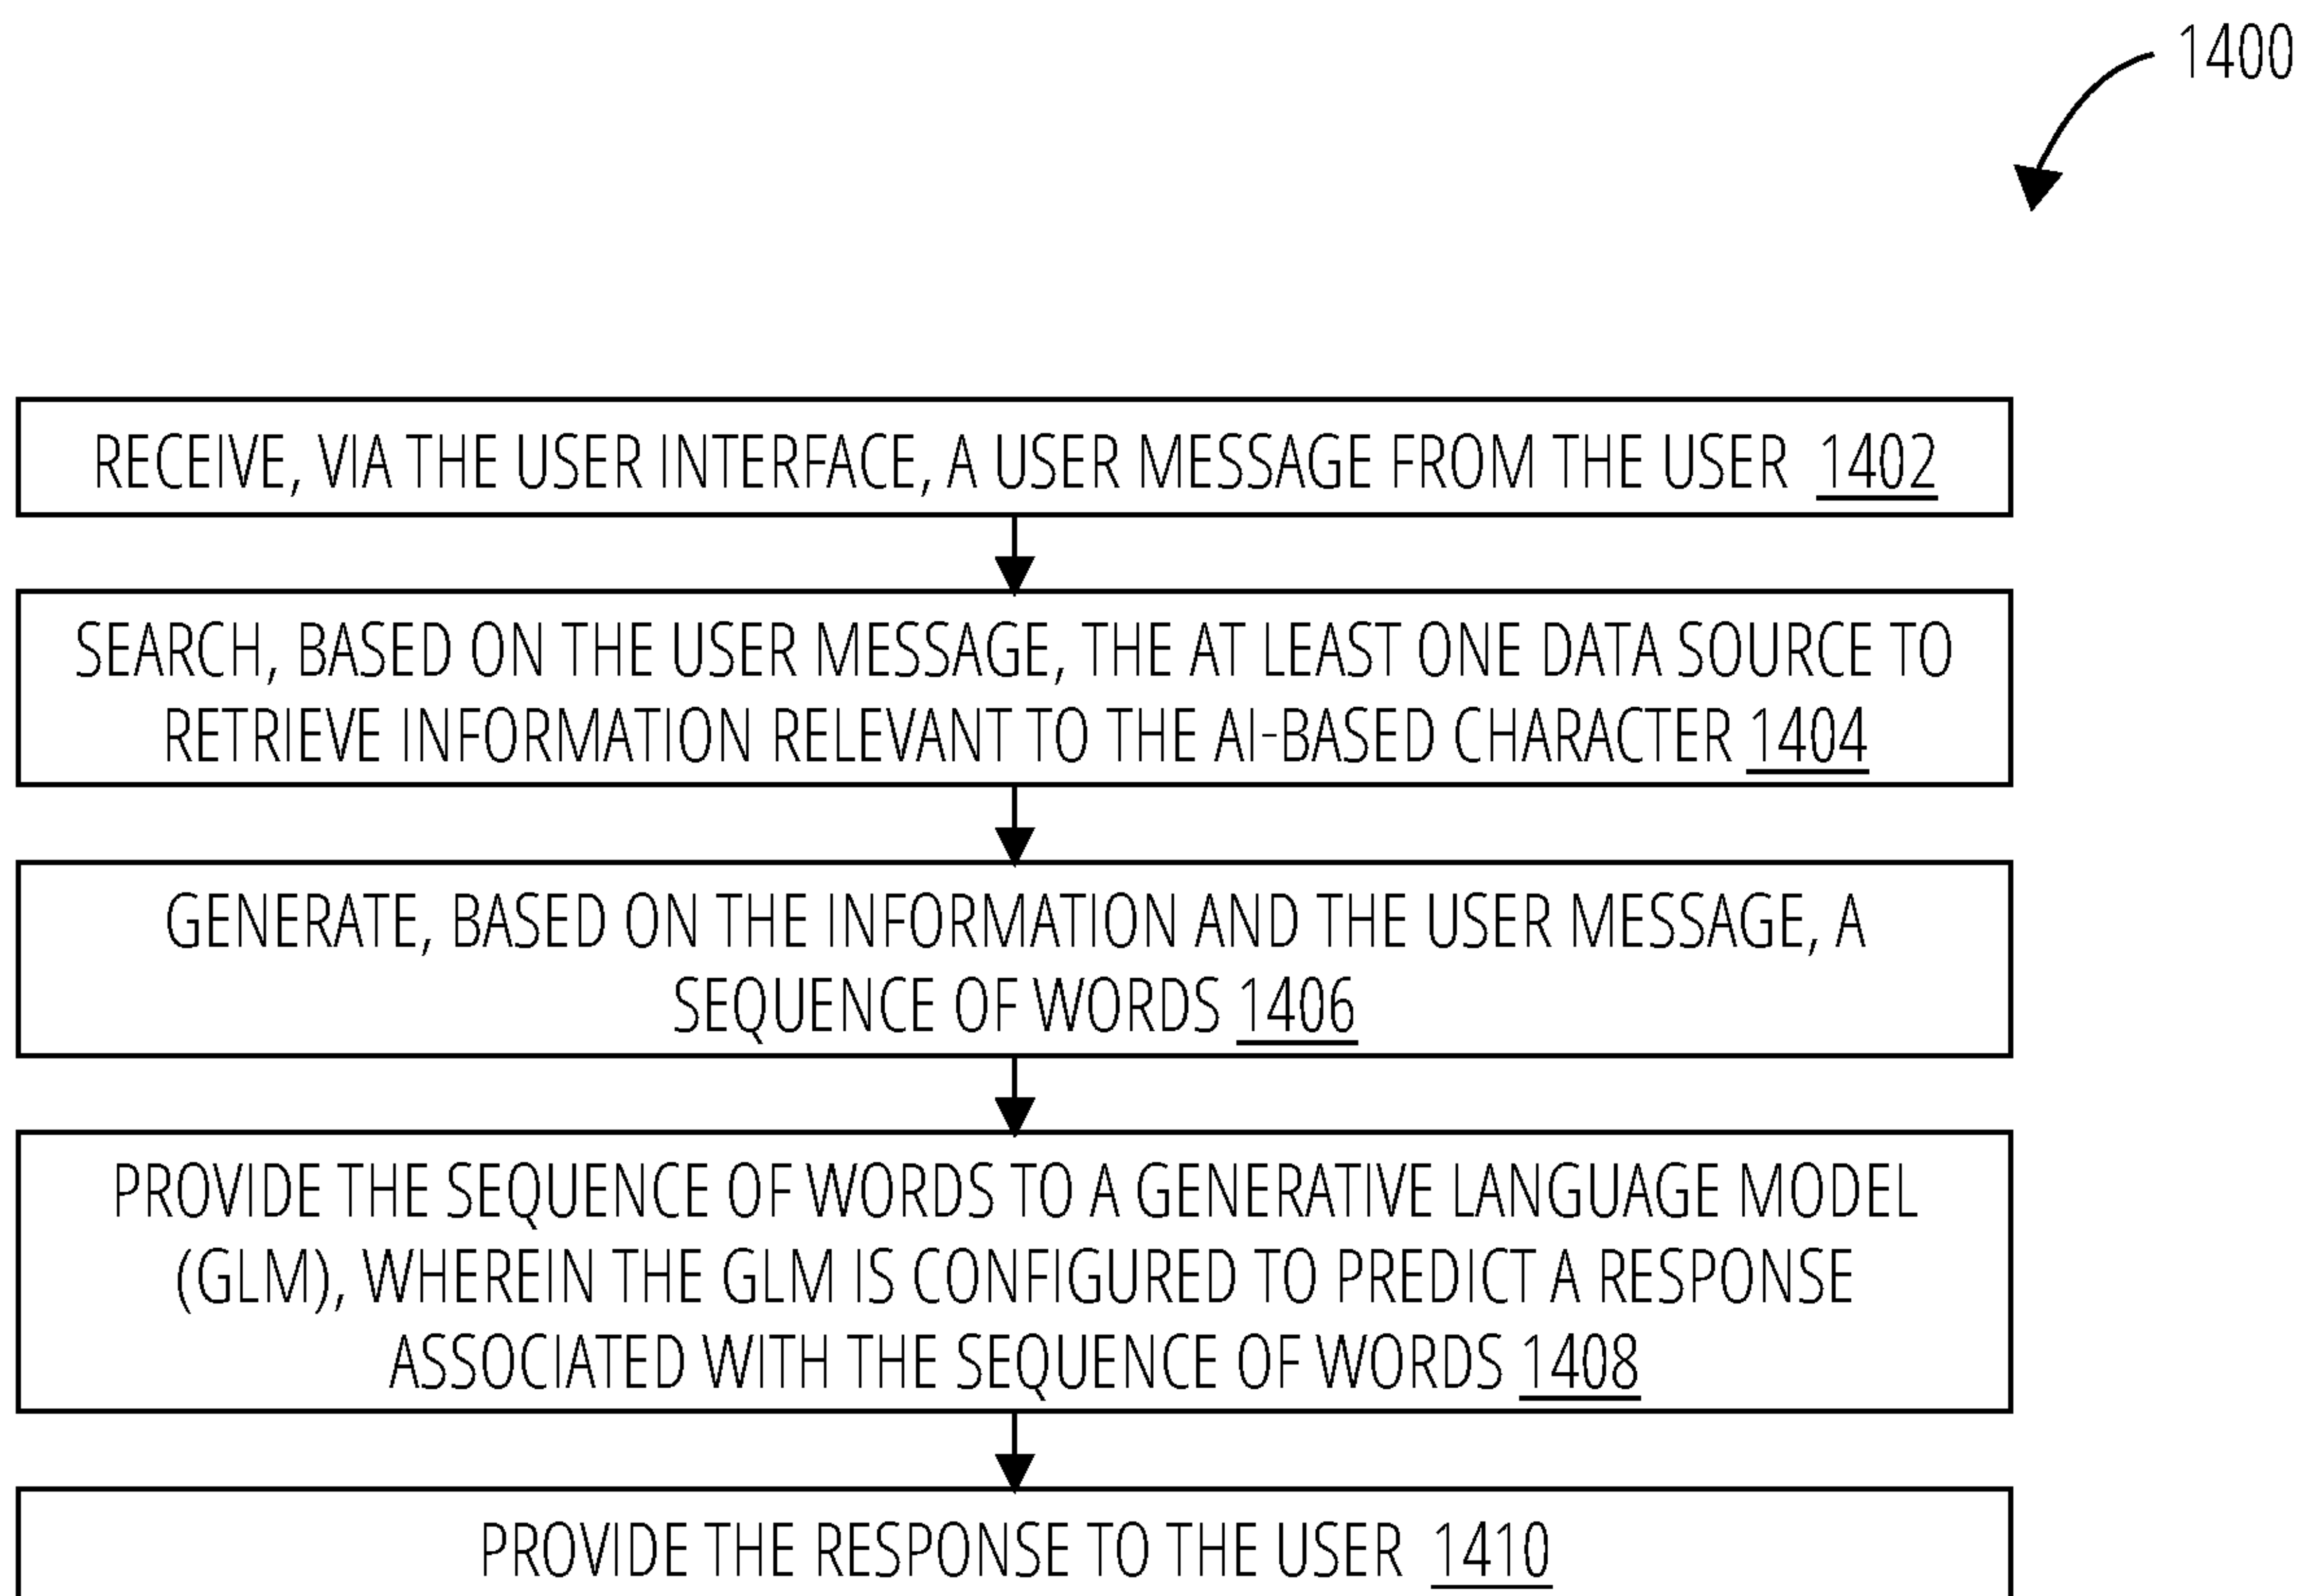 1400
RECEIVE, VIA THE USER INTERFACE, A USER MESSAGE FROM THE USER 1402
SEARCH, BASED ON THE USER MESSAGE, THE AT LEAST ONE DATA SOURCE TO
RETRIEVE INFORMATION RELEVANT TO THE AI-BASED CHARACTER 1404
GENERATE, BASED ON THE INFORMATION AND THE USER MESSAGE, A
SEQUENCE OF WORDS 1406
PROVIDE THE SEQUENCE OF WORDS TO A GENERATIVE LANGUAGE MODEL
(GLM), WHEREIN THE GLM IS CONFIGURED TO PREDICT A RESPONSE
ASSOCIATED WITH THE SEQUENCE OF WORDS 1408
PROVIDE THE RESPONSE TO THE USER 1410